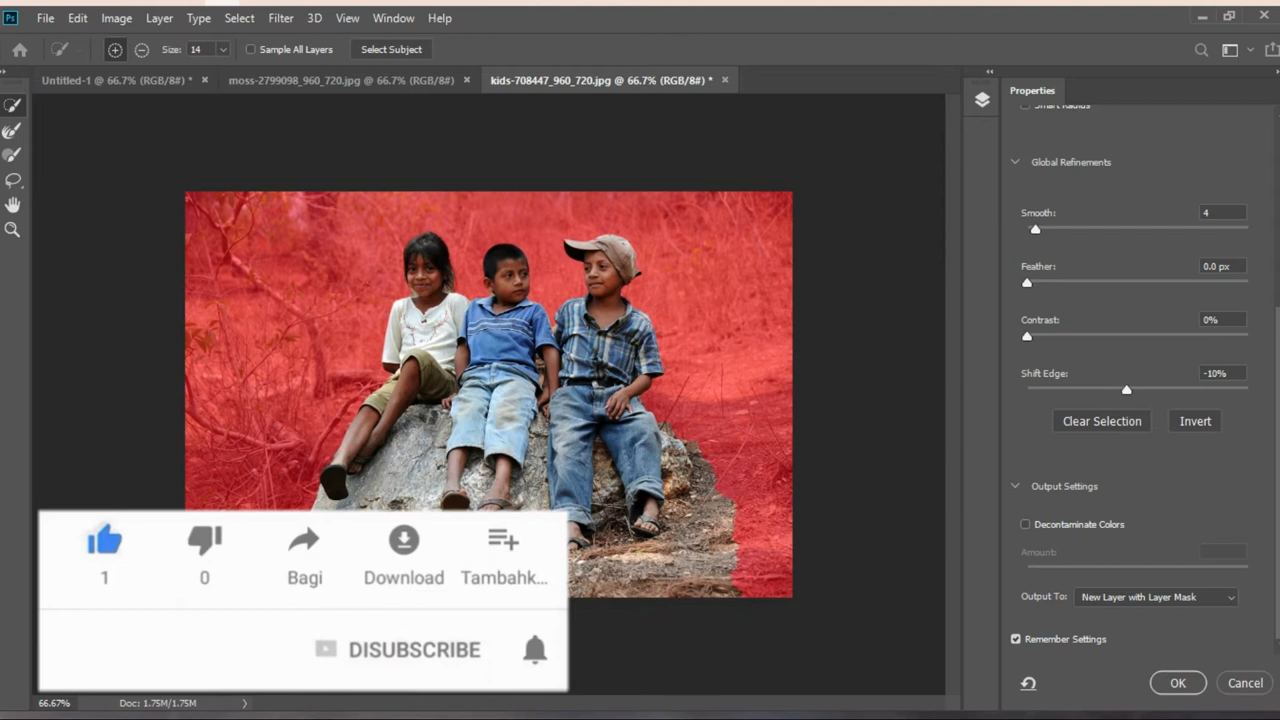 Ps File Edit Image Layer Type Select Filter 3D View Window Help
Size: 14 Sample All Layers Select Subject
Untitled-1 @ 66.7% (RGB/8#) * moss-2799098_960_720.jpg @ 66.7% (RGB/8#) kids-708447_960_720.jpg @ 66.7% (RGB/8#) *
Properties
Smart Radius
Global Refinements
Smooth: 4
Feather: 0.0 px
Contrast: 0%
Shift Edge: -10%
Clear Selection Invert
Output Settings
Decontaminate Colors
Amount:
Output To: New Layer with Layer Mask
Remember Settings
OK Cancel
1 0 Bagi Download Tambahk...
DISUBSCRIBE
66.67% Doc: 1.75M/1.75M